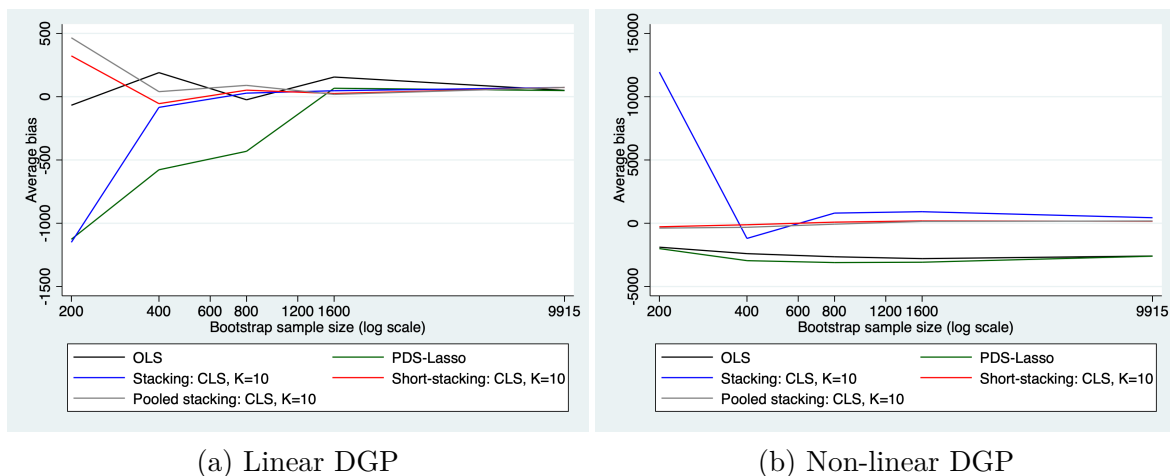 500
0
-500
-1000
-1500
Average bias
200 400 600 800 1200 1600 9915
Bootstrap sample size (log scale)
OLS PDS-Lasso
Stacking: CLS, K=10 Short-stacking: CLS, K=10
Pooled stacking: CLS, K=10
(a) Linear DGP
15000
10000
5000
0
-5000
Average bias
200 400 600 800 1200 1600 9915
Bootstrap sample size (log scale)
OLS PDS-Lasso
Stacking: CLS, K=10 Short-stacking: CLS, K=10
Pooled stacking: CLS, K=10
(b) Non-linear DGP